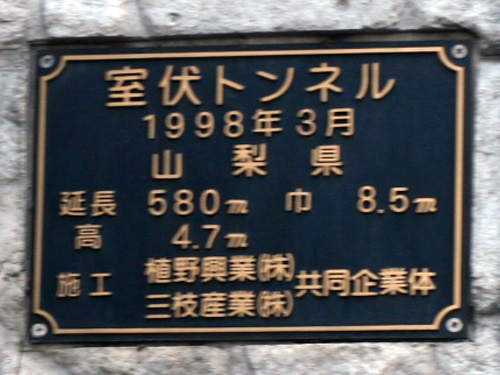 室伏トンネル
1998年3月
山梨県
延長 580m 巾 8.5m
高 4.7m
施工 植野興業㈱ 三枝産業㈱ 共同企業体